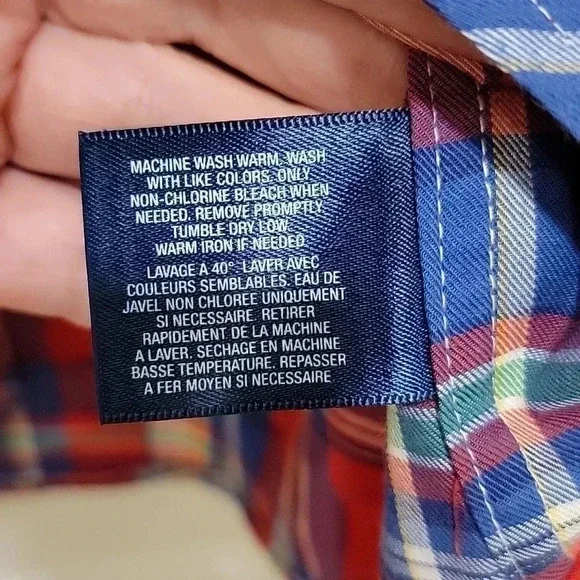 MACHINE WASH WARM. WASH
WITH LIKE COLORS. ONLY
NON-CHLORINE BLEACH WHEN
NEEDED. REMOVE PROMPTLY.
TUMBLE DRY LOW.
WARM IRON IF NEEDED
LAVAGE A 40°. LAVER AVEC
COULEURS SEMBLABLES. EAU DE
JAVEL NON CHLOREE UNIQUEMENT
SI NECESSAIRE. RETIRER
RAPIDEMENT DE LA MACHINE
A LAVER. SECHAGE EN MACHINE
BASSE TEMPERATURE. REPASSER
A FER MOYEN SI NECESSAIRE